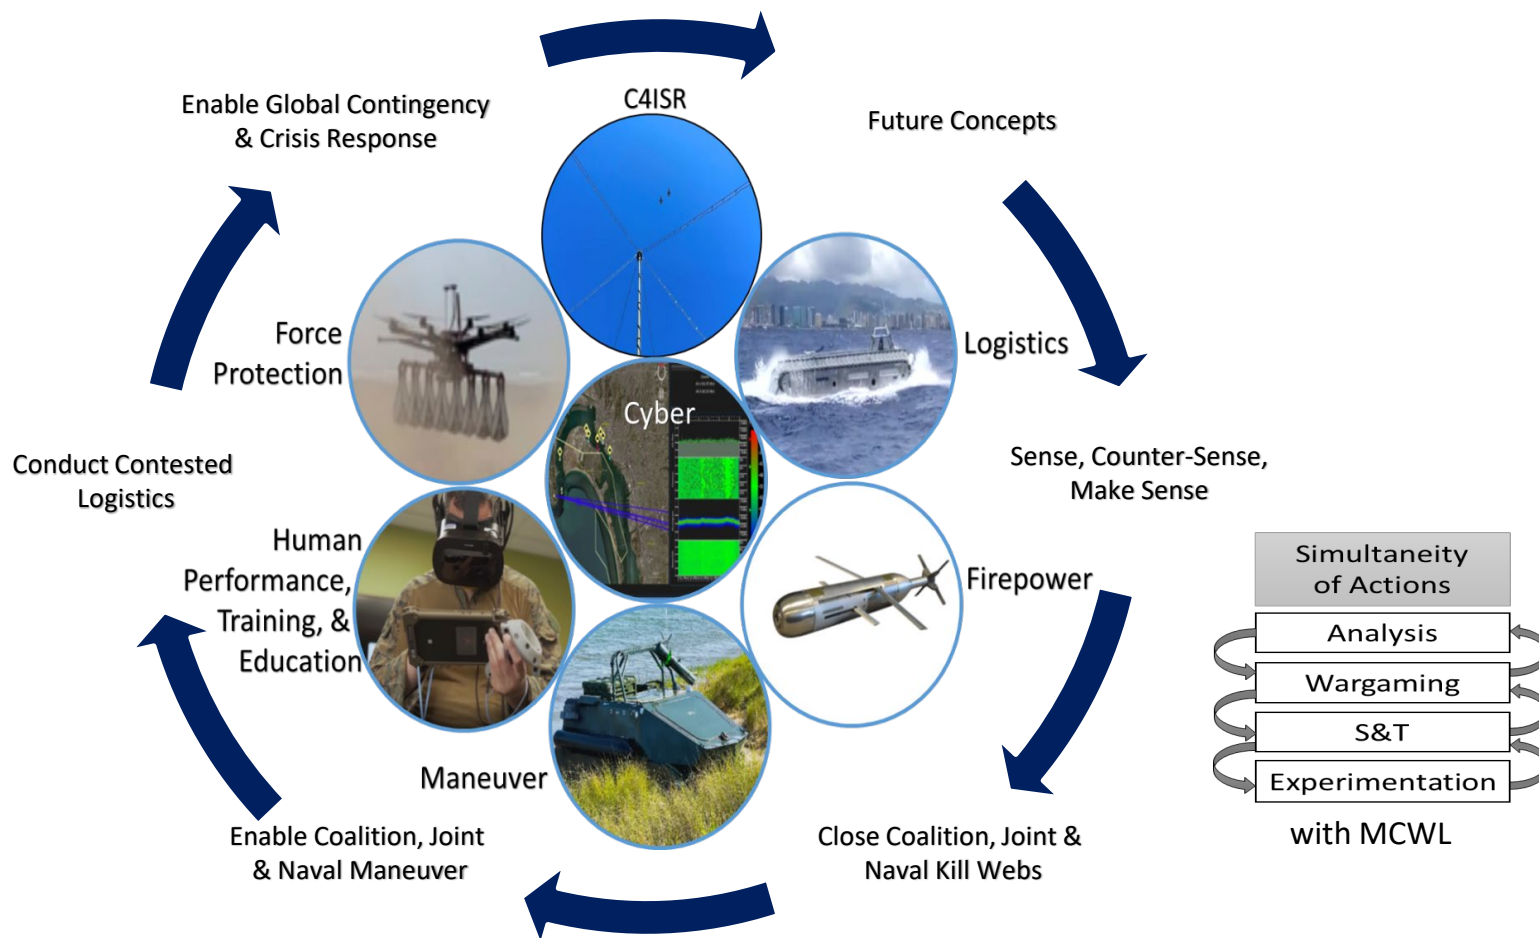 Enable Global Contingency
& Crisis Response
C4ISR
Future Concepts
Force
Protection
Logistics
Cyber
Conduct Contested
Logistics
Sense, Counter-Sense,
Make Sense
Human
Performance,
Training, &
Education
Firepower
Maneuver
Enable Coalition, Joint
& Naval Maneuver
Close Coalition, Joint &
Naval Kill Webs
Simultaneity
of Actions
Analysis
Wargaming
S&T
Experimentation
with MCWL